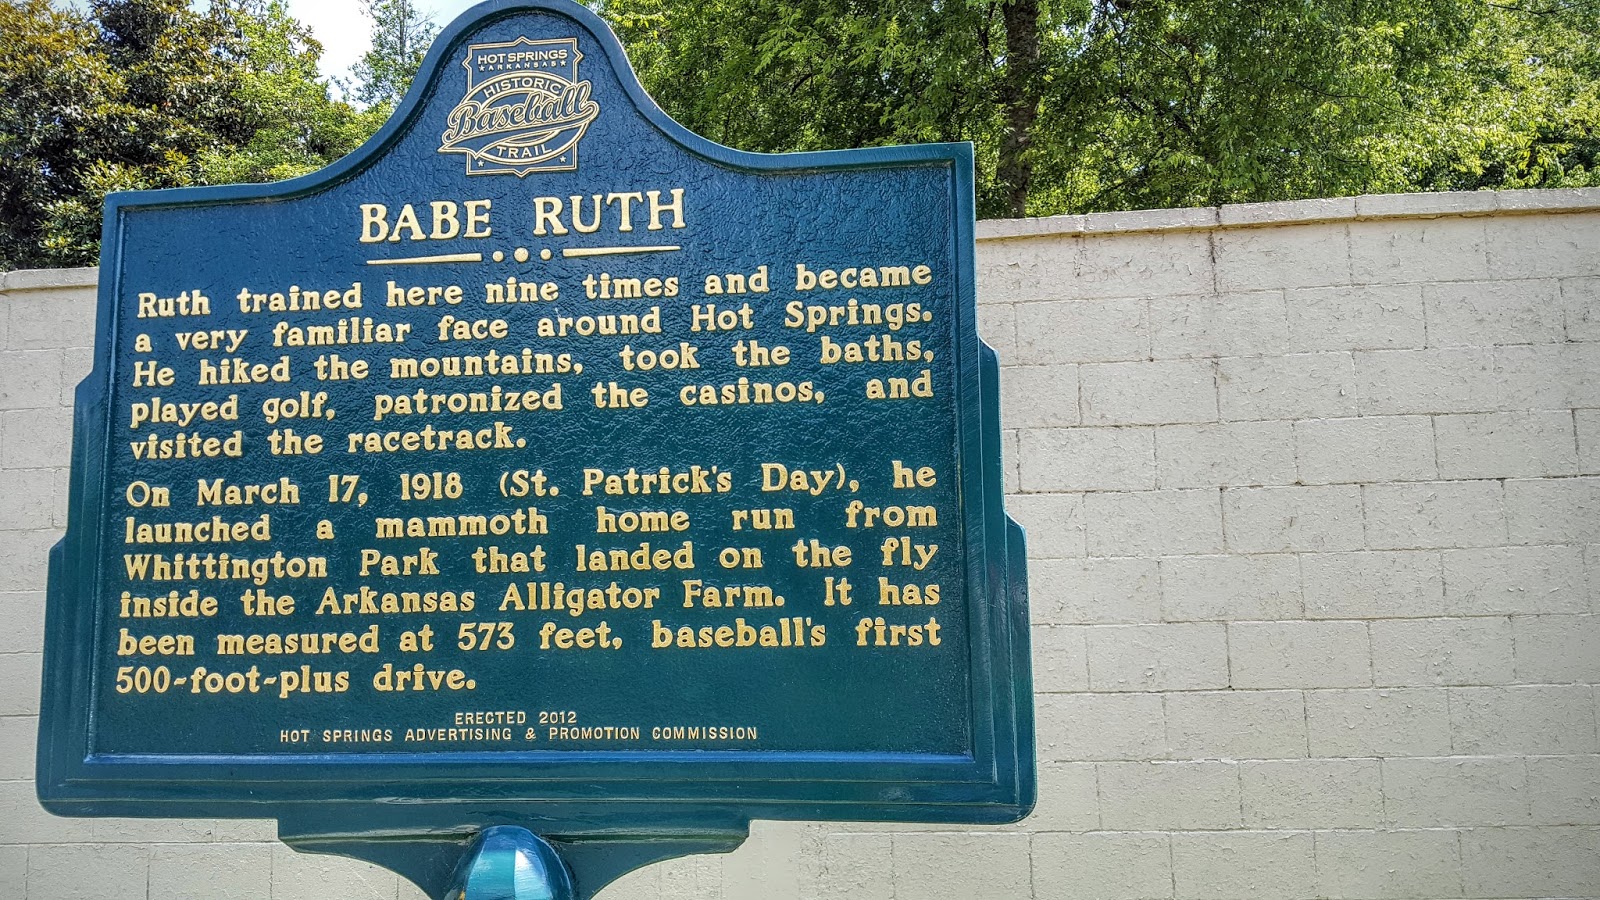 HOT SPRINGS
★ARKANSAS★
HISTORIC
Baseball
TRAIL
BABE RUTH
Ruth trained here nine times and became
a very familiar face around Hot Springs.
He hiked the mountains, took the baths,
played golf, patronized the casinos, and
visited the racetrack.
On March 17, 1918 (St. Patrick's Day), he
launched a mammoth home run from
Whittington Park that landed on the fly
inside the Arkansas Alligator Farm. It has
been measured at 573 feet, baseball's first
500-foot-plus drive.
ERECTED 2012
HOT SPRINGS ADVERTISING & PROMOTION COMMISSION